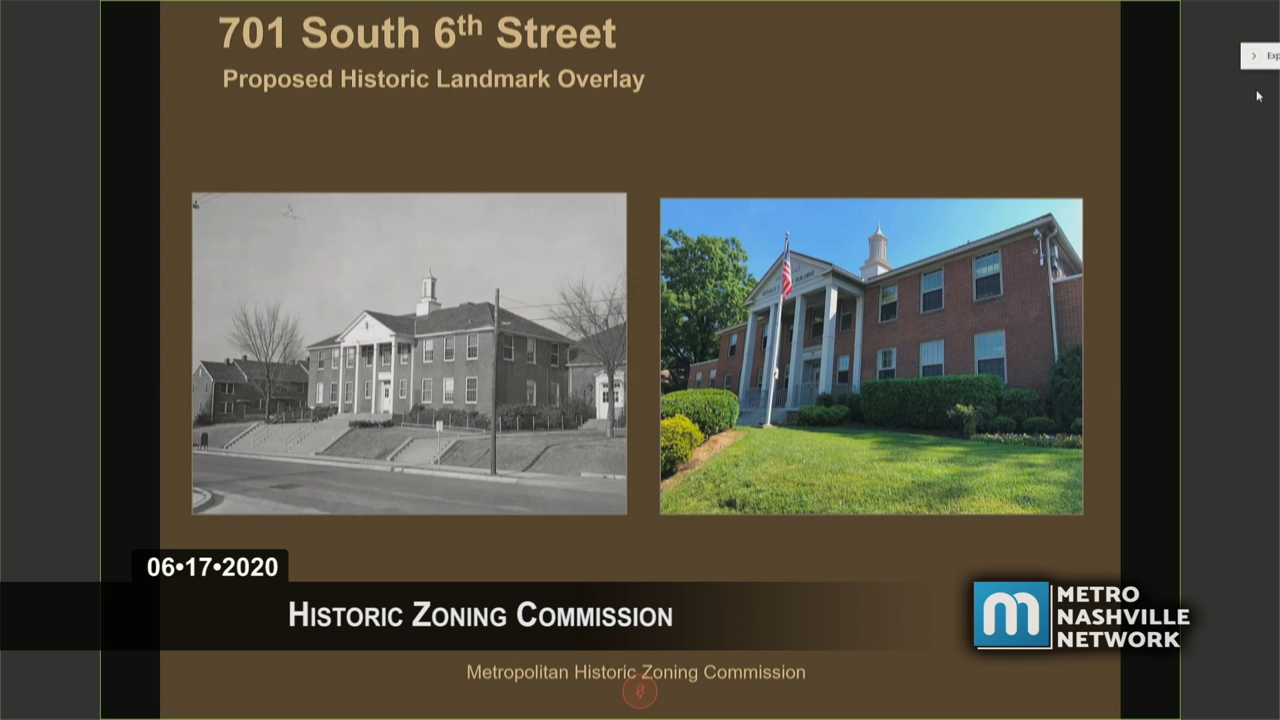 701 South 6th Street
Proposed Historic Landmark Overlay
Exp
06•17•2020
HISTORIC ZONING COMMISSION
METRO
NASHVILLE
NETWORK
Metropolitan Historic Zoning Commission